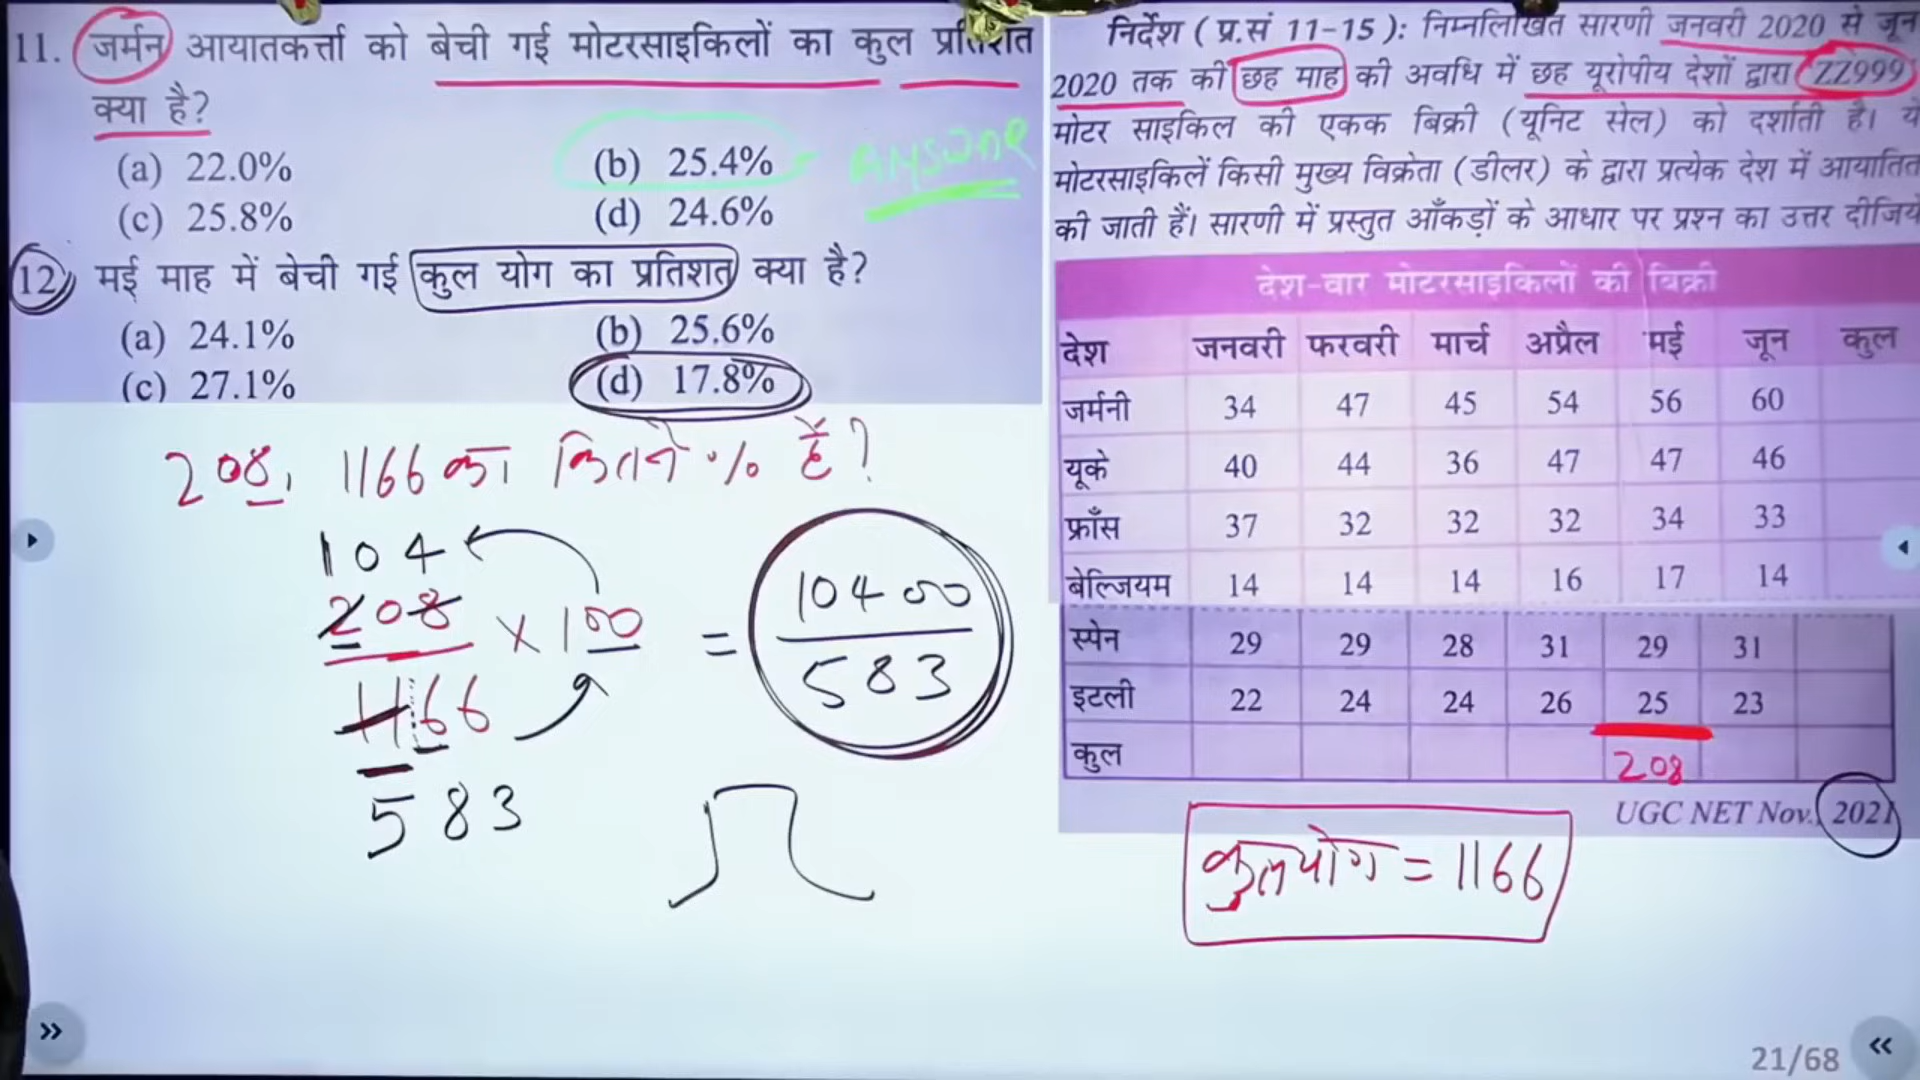 11. जर्मन आयातकर्त्ता को बेची गई मोटरसाइकिलों का कुल प्रतिशत
क्या है?
(a) 22.0% (b) 25.4% ANSWER
(c) 25.8% (d) 24.6%
12. मई माह में बेची गई कुल योग का प्रतिशत क्या है?
(a) 24.1% (b) 25.6%
(c) 27.1% (d) 17.8%
208, 1166 का कितने % है?
104
208 × 100 = 10400
1166 583
583
निर्देश ( प्र.सं 11-15 ): निम्नलिखित सारणी जनवरी 2020 से जून
2020 तक की छह माह की अवधि में छह यूरोपीय देशों द्वारा ZZ999
मोटर साइकिल की एकक बिक्री (यूनिट सेल) को दर्शाती है। ये
मोटरसाइकिलें किसी मुख्य विक्रेता (डीलर) के द्वारा प्रत्येक देश में आयातित
की जाती हैं। सारणी में प्रस्तुत आँकड़ों के आधार पर प्रश्न का उत्तर दीजिये
देश-वार मोटरसाइकिलों की बिक्री
देश जनवरी फरवरी मार्च अप्रैल मई जून कुल
जर्मनी 34 47 45 54 56 60
यूके 40 44 36 47 47 46
फ्राँस 37 32 32 32 34 33
बेल्जियम 14 14 14 16 17 14
स्पेन 29 29 28 31 29 31
इटली 22 24 24 26 25 23
कुल 208
UGC NET Nov. 2021
कुलयोग = 1166
21/68